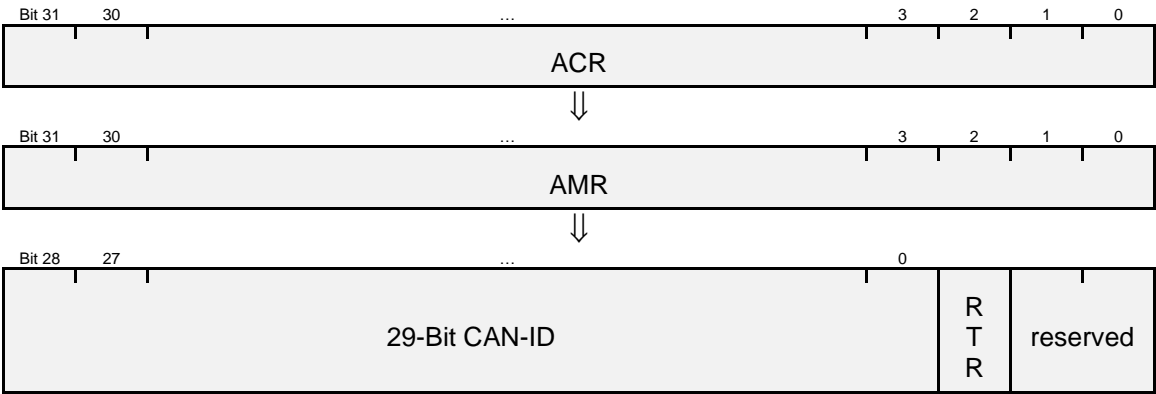 Bit 31 30 … 3 2 1 0
ACR
⇓
Bit 31 30 … 3 2 1 0
AMR
⇓
Bit 28 27 … 0
29-Bit CAN-ID
R
T
R
reserved